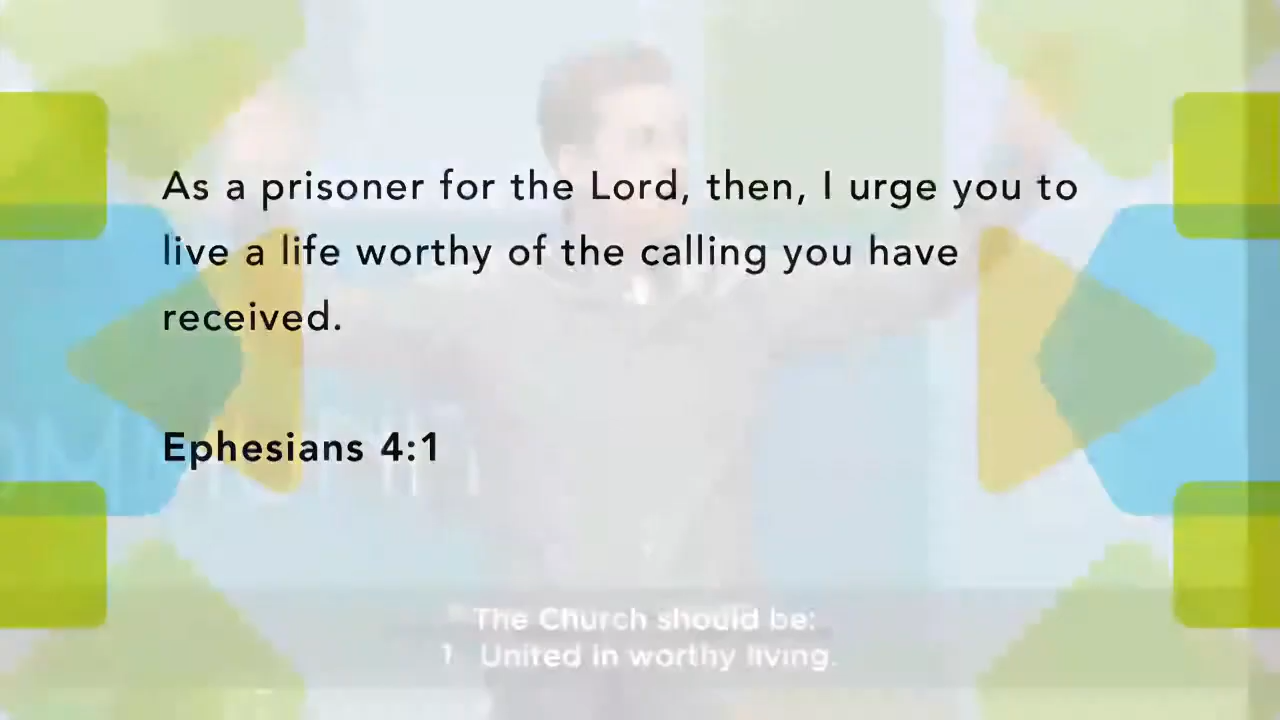 As a prisoner for the Lord, then, I urge you to
live a life worthy of the calling you have
received.
Ephesians 4:1
The Church should be:
1 United in worthy living.